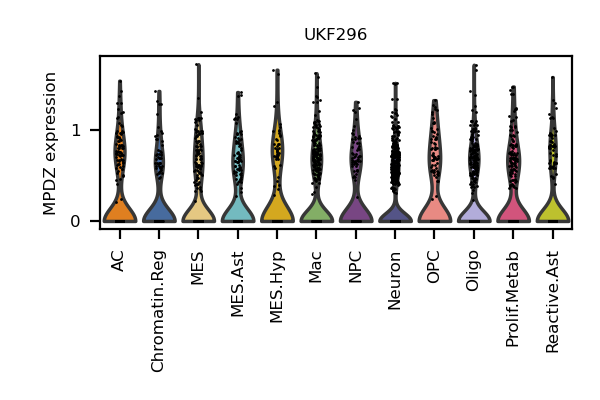 UKF296
MPDZ expression
1
0
AC
Chromatin.Reg
MES
MES.Ast
MES.Hyp
Mac
NPC
Neuron
OPC
Oligo
Prolif.Metab
Reactive.Ast